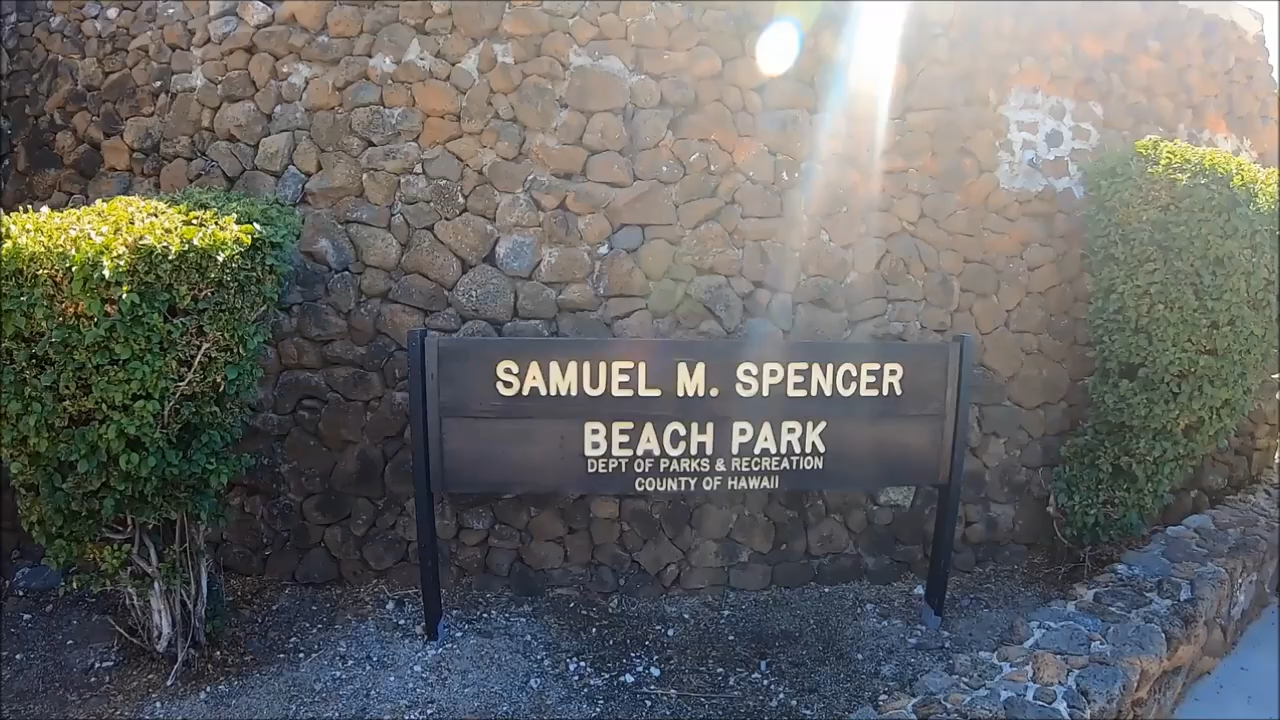 SAMUEL M. SPENCER
BEACH PARK
DEPT OF PARKS & RECREATION
COUNTY OF HAWAII